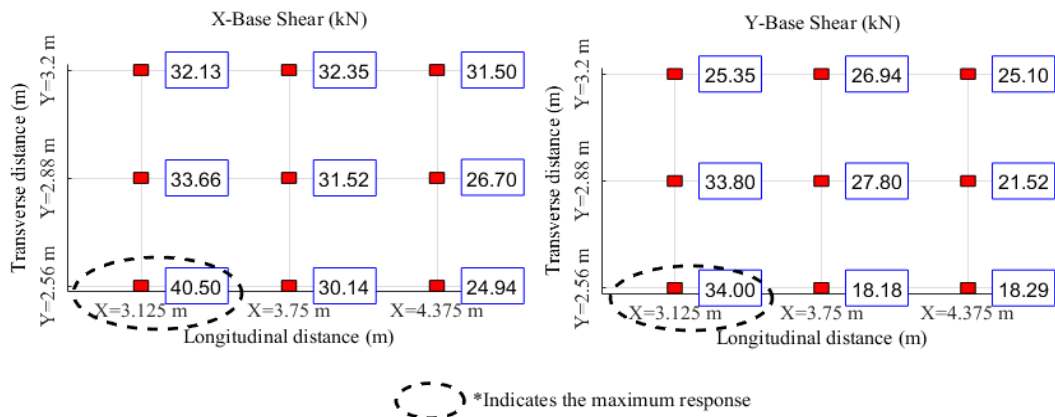 X-Base Shear (kN)
Transverse distance (m)
Y=3.2 m
32.13
32.35
31.50
Y=2.88 m
33.66
31.52
26.70
Y=2.56 m
40.50
30.14
24.94
X=3.125 m
X=3.75 m
X=4.375 m
Longitudinal distance (m)
Y-Base Shear (kN)
Transverse distance (m)
Y=3.2 m
25.35
26.94
25.10
Y=2.88 m
33.80
27.80
21.52
Y=2.56 m
34.00
18.18
18.29
X=3.125 m
X=3.75 m
X=4.375 m
Longitudinal distance (m)
*Indicates the maximum response